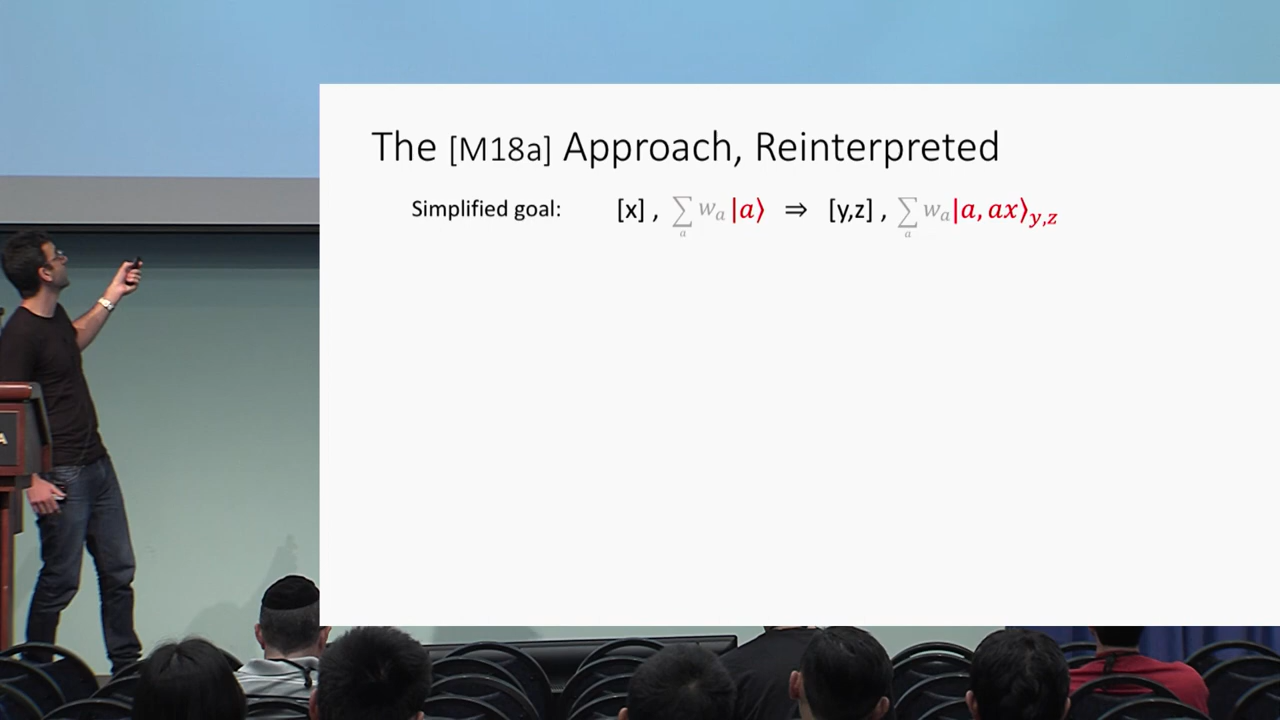 The [M18a] Approach, Reinterpreted
Simplified goal: [x] , ∑ₐ wₐ|a⟩ ⇒ [y,z] , ∑ₐ wₐ|a, ax⟩_{y,z}
A